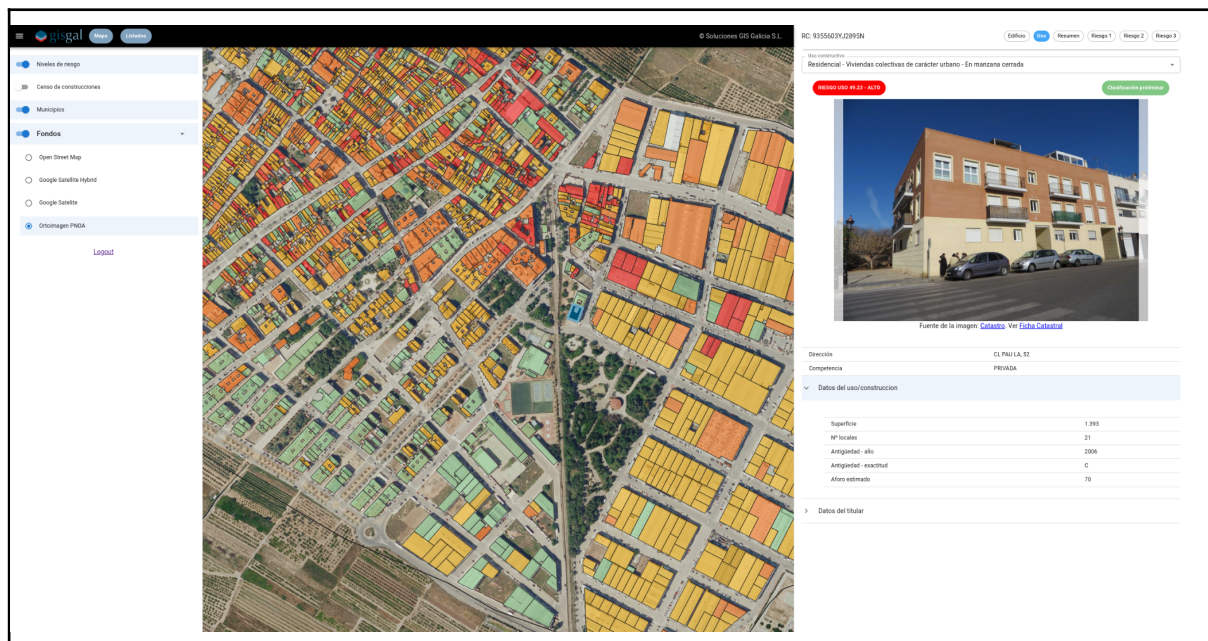 gisgal
Mapa
Listados
© Soluciones GIS Galicia S.L.
Niveles de riesgo
Censo de construcciones
Municipios
Fondos
Open Street Map
Google Satellite Hybrid
Google Satellite
Ortoimagen PNOA
Logout
RC: 9355603YJ2895N
Edificio
Uso
Resumen
Riesgo 1
Riesgo 2
Riesgo 3
Uso constructivo
Residencial - Viviendas colectivas de carácter urbano - En manzana cerrada
RIESGO USO 49.23 - ALTO
Clasificación preliminar
Fuente de la imagen: Catastro. Ver Ficha Catastral
Dirección CL PAU LA, 52
Competencia PRIVADA
Datos del uso/construccion
Superficie 1.393
Nº locales 21
Antigüedad - año 2006
Antigüedad - exactitud C
Aforo estimado 70
Datos del titular